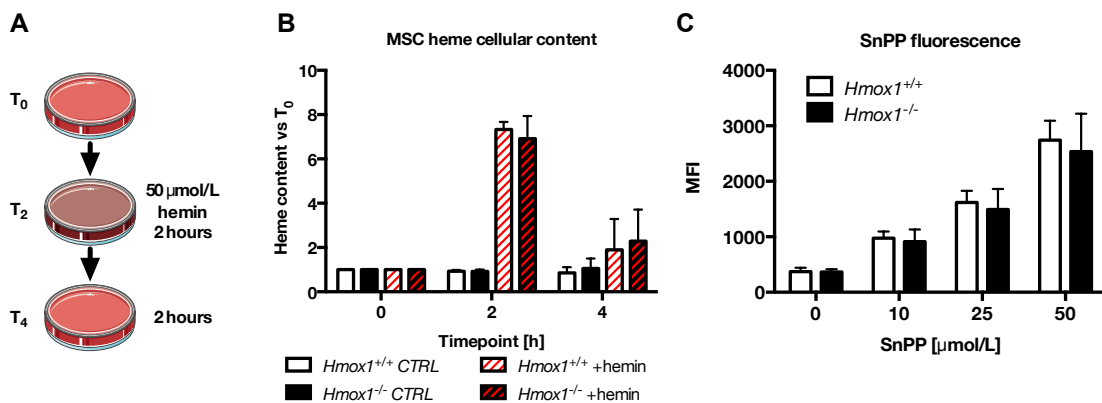 A
T₀
T₂
50 µmol/L
hemin
2 hours
T₄
2 hours
B
MSC heme cellular content
Heme content vs T₀
10
8
6
4
2
0
0
2
4
Timepoint [h]
Hmox1⁺/⁺ CTRL
Hmox1⁺/⁺ +hemin
Hmox1⁻/⁻ CTRL
Hmox1⁻/⁻ +hemin
C
SnPP fluorescence
Hmox1⁺/⁺
Hmox1⁻/⁻
MFI
4000
3000
2000
1000
0
0
10
25
50
SnPP [µmol/L]